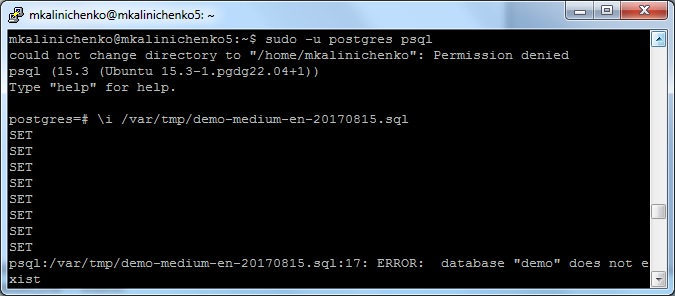 mkalinichenko@mkalinichenko5: ~
mkalinichenko@mkalinichenko5:~$ sudo -u postgres psql
could not change directory to "/home/mkalinichenko": Permission denied
psql (15.3 (Ubuntu 15.3-1.pgdg22.04+1))
Type "help" for help.
postgres=# \i /var/tmp/demo-medium-en-20170815.sql
SET
SET
SET
SET
SET
SET
SET
SET
psql:/var/tmp/demo-medium-en-20170815.sql:17: ERROR:  database "demo" does not e
xist